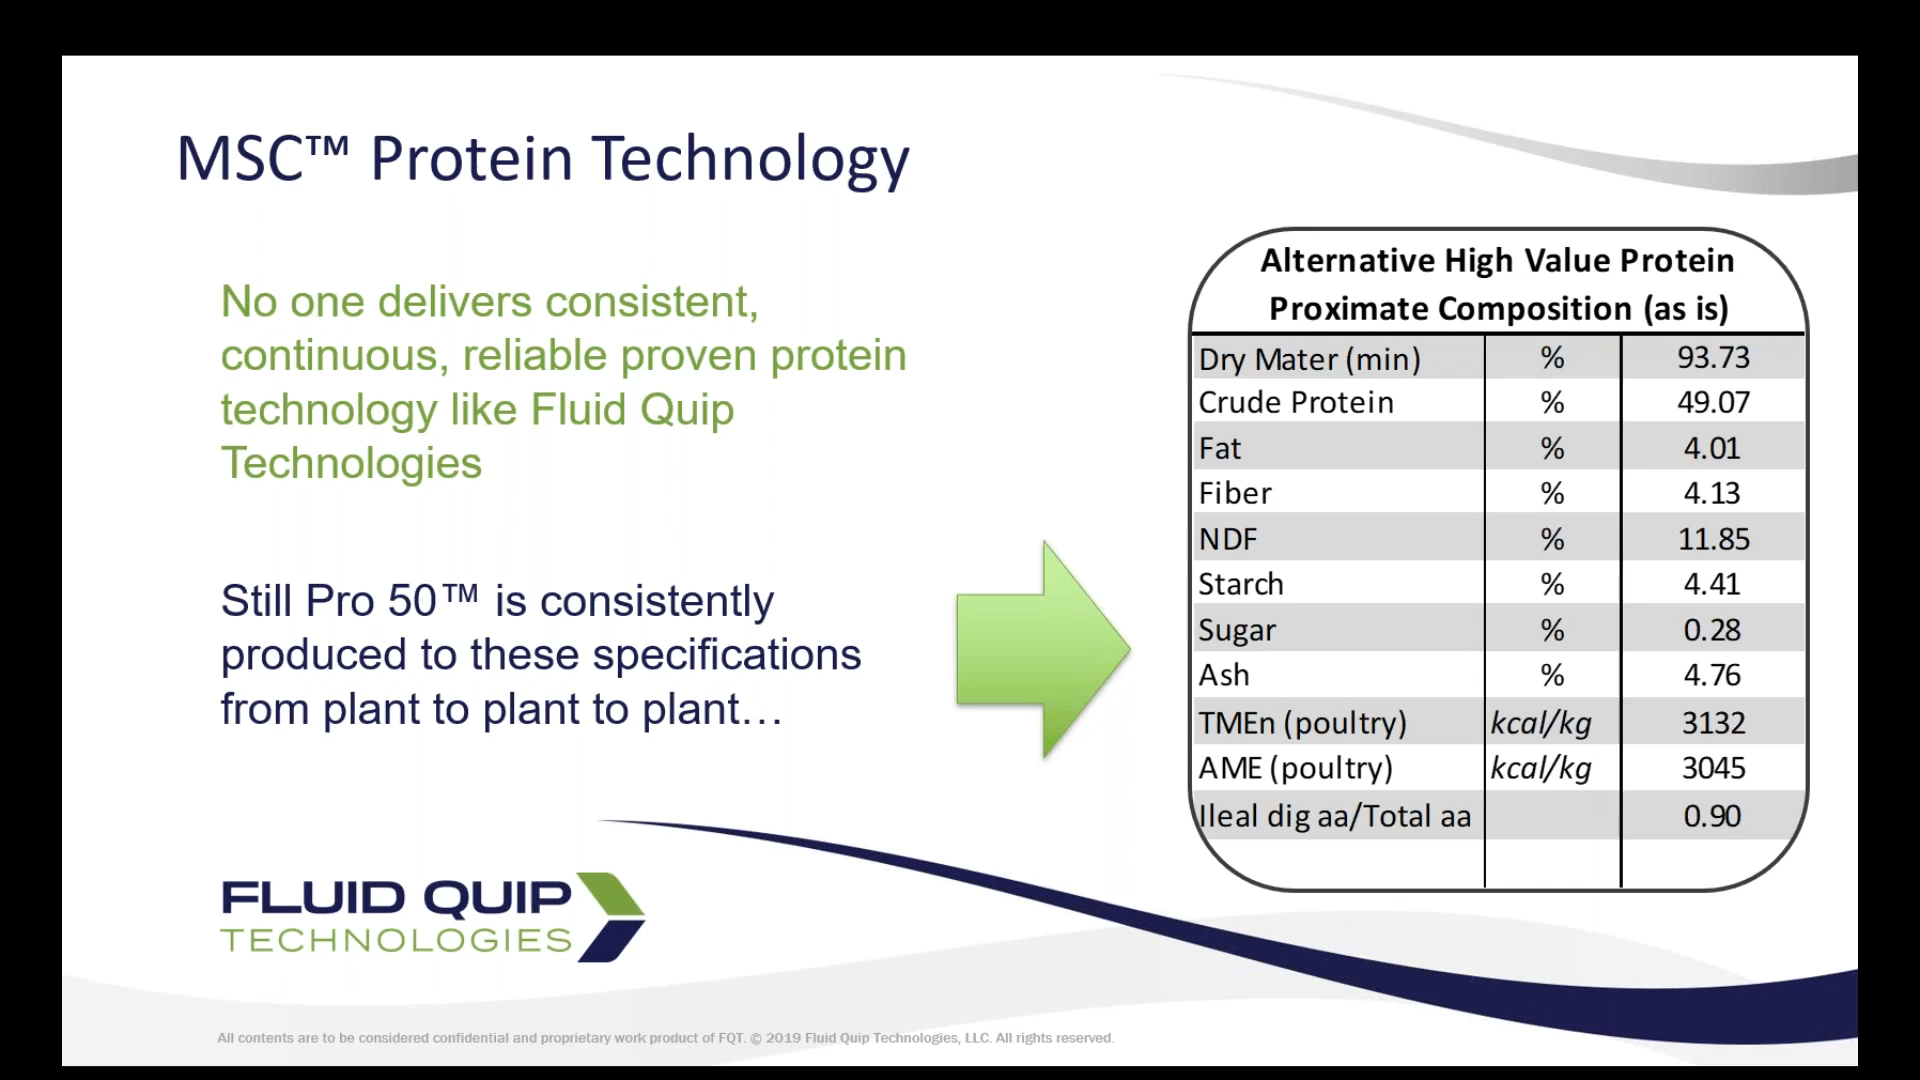 MSC™ Protein Technology
No one delivers consistent,
continuous, reliable proven protein
technology like Fluid Quip
Technologies
Still Pro 50™ is consistently
produced to these specifications
from plant to plant to plant…
Alternative High Value Protein
Proximate Composition (as is)
Dry Mater (min) % 93.73
Crude Protein % 49.07
Fat % 4.01
Fiber % 4.13
NDF % 11.85
Starch % 4.41
Sugar % 0.28
Ash % 4.76
TMEn (poultry) kcal/kg 3132
AME (poultry) kcal/kg 3045
Ileal dig aa/Total aa 0.90
FLUID QUIP
TECHNOLOGIES
All contents are to be considered confidential and proprietary work product of FQT. © 2019 Fluid Quip Technologies, LLC. All rights reserved.